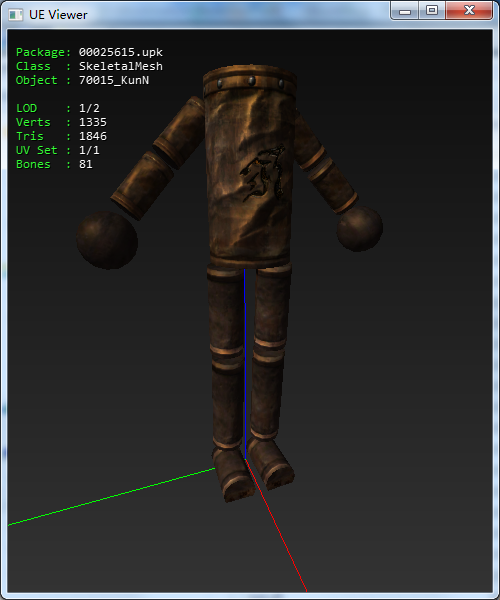 UE Viewer
Package: 00025615.upk
Class : SkeletalMesh
Object : 70015_KunN
LOD : 1/2
Verts : 1335
Tris : 1846
UV Set : 1/1
Bones : 81